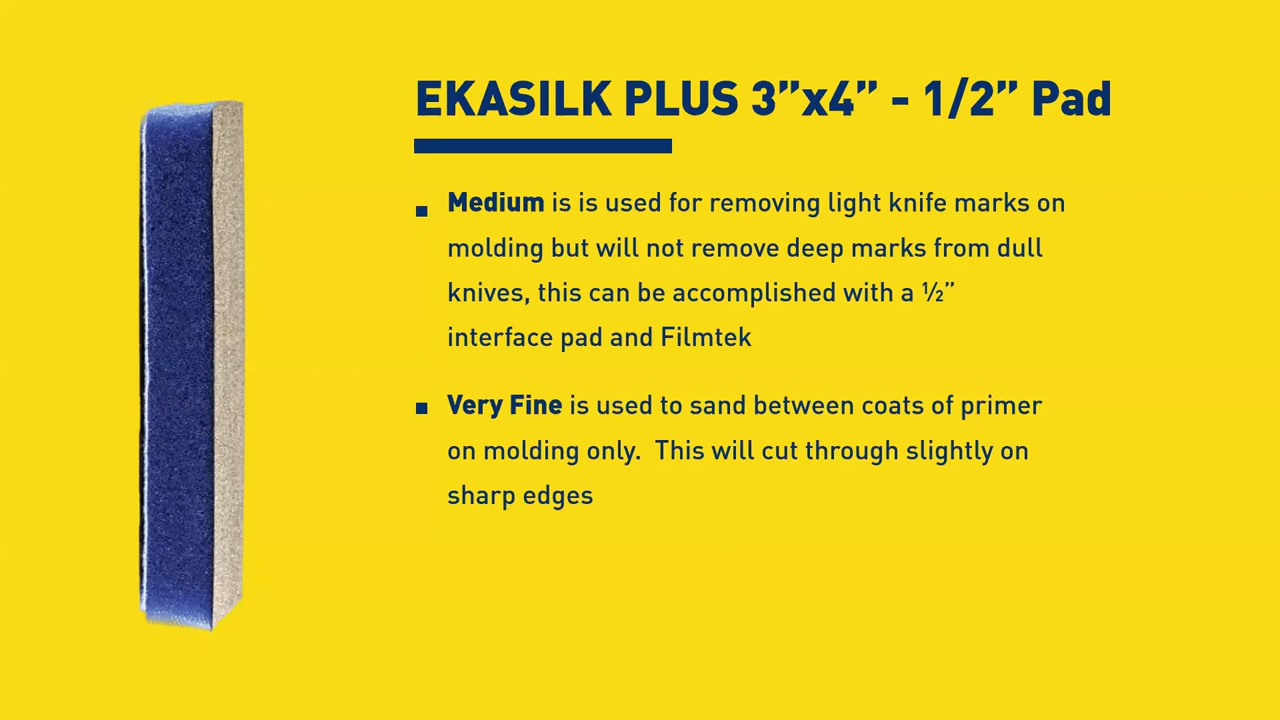 EKASILK PLUS 3”x4” - 1/2” Pad
▪ Medium is is used for removing light knife marks on
molding but will not remove deep marks from dull
knives, this can be accomplished with a ½”
interface pad and Filmtek
▪ Very Fine is used to sand between coats of primer
on molding only.  This will cut through slightly on
sharp edges